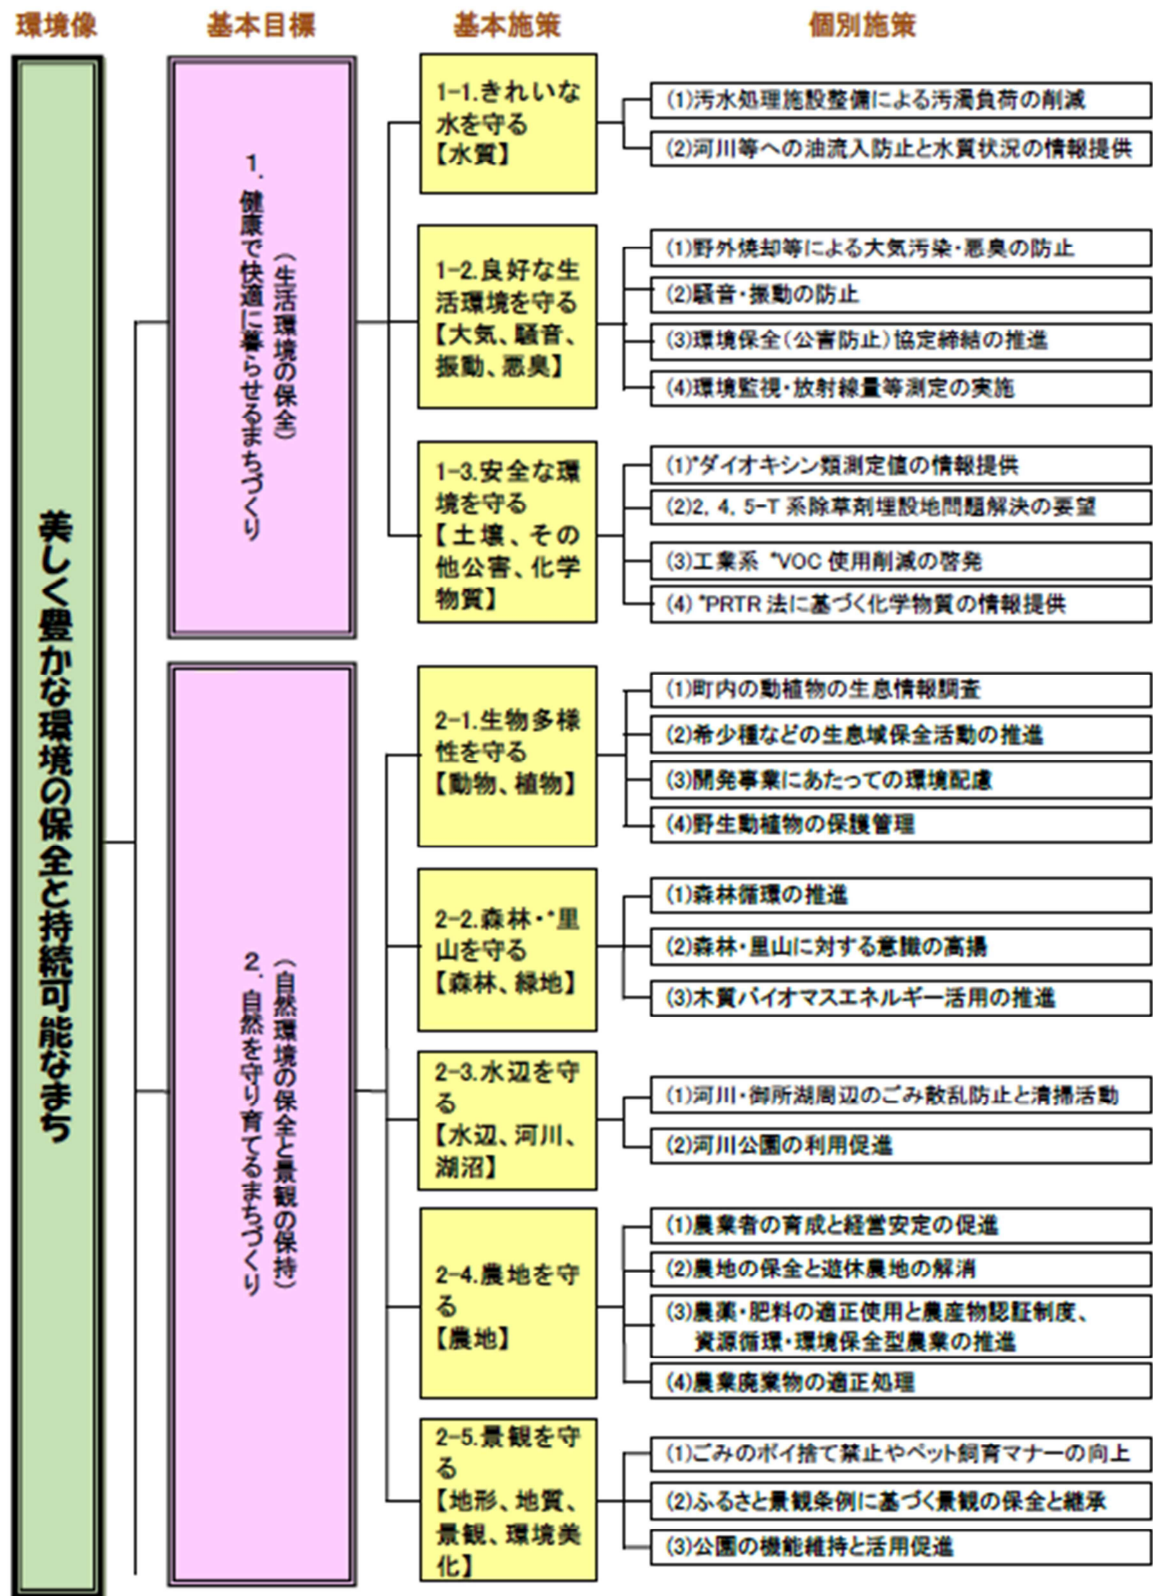 環境像
基本目標
基本施策
個別施策
美しく豊かな環境の保全と持続可能なまち
1．健康で快適に暮らせるまちづくり
（生活環境の保全）
1-1.きれいな
水を守る
【水質】
(1)汚水処理施設整備による汚濁負荷の削減
(2)河川等への油流入防止と水質状況の情報提供
1-2.良好な生
活環境を守る
【大気、騒音、
振動、悪臭】
(1)野外焼却等による大気汚染・悪臭の防止
(2)騒音・振動の防止
(3)環境保全(公害防止)協定締結の推進
(4)環境監視・放射線量等測定の実施
1-3.安全な環
境を守る
【土壌、その
他公害、化学
物質】
(1)*ダイオキシン類測定値の情報提供
(2)2，4，5-T 系除草剤埋設地問題解決の要望
(3)工業系 *VOC 使用削減の啓発
(4) *PRTR 法に基づく化学物質の情報提供
2．自然を守り育てるまちづくり
（自然環境の保全と景観の保持）
2-1.生物多様
性を守る
【動物、植物】
(1)町内の動植物の生息情報調査
(2)希少種などの生息域保全活動の推進
(3)開発事業にあたっての環境配慮
(4)野生動植物の保護管理
2-2.森林・*里
山を守る
【森林、緑地】
(1)森林循環の推進
(2)森林・里山に対する意識の高揚
(3)木質バイオマスエネルギー活用の推進
2-3.水辺を守
る
【水辺、河川、
湖沼】
(1)河川・御所湖周辺のごみ散乱防止と清掃活動
(2)河川公園の利用促進
2-4.農地を守
る
【農地】
(1)農業者の育成と経営安定の促進
(2)農地の保全と遊休農地の解消
(3)農薬・肥料の適正使用と農産物認証制度、
資源循環・環境保全型農業の推進
(4)農業廃棄物の適正処理
2-5.景観を守
る
【地形、地質、
景観、環境美
化】
(1)ごみのポイ捨て禁止やペット飼育マナーの向上
(2)ふるさと景観条例に基づく景観の保全と継承
(3)公園の機能維持と活用促進